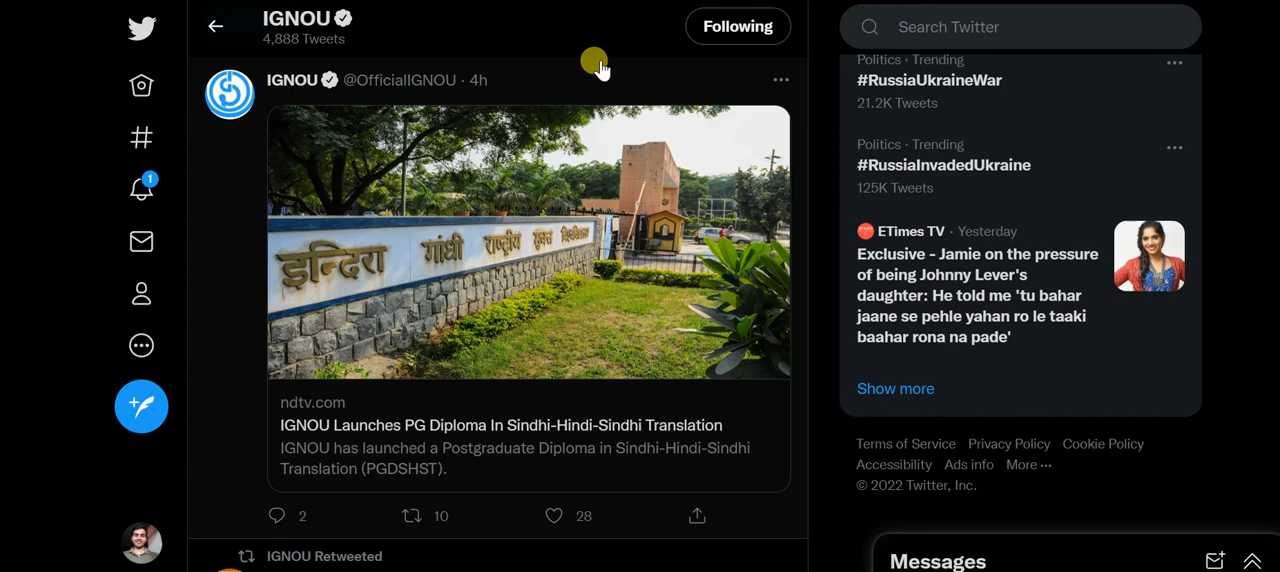 IGNOU
4,888 Tweets
Following
Search Twitter
IGNOU @OfficialIGNOU · 4h
इन्दिरा गांधी राष्ट्रीय मुक्त विश्वविद्यालय
ndtv.com
IGNOU Launches PG Diploma In Sindhi-Hindi-Sindhi Translation
IGNOU has launched a Postgraduate Diploma in Sindhi-Hindi-Sindhi
Translation (PGDSHST).
2 10 28
IGNOU Retweeted
1
Politics · Trending
#RussiaUkraineWar
21.2K Tweets
Politics · Trending
#RussiaInvadedUkraine
125K Tweets
ETimes TV · Yesterday
Exclusive - Jamie on the pressure
of being Johnny Lever's
daughter: He told me 'tu bahar
jaane se pehle yahan ro le taaki
baahar rona na pade'
Show more
Terms of Service Privacy Policy Cookie Policy
Accessibility Ads info More ···
© 2022 Twitter, Inc.
Messages